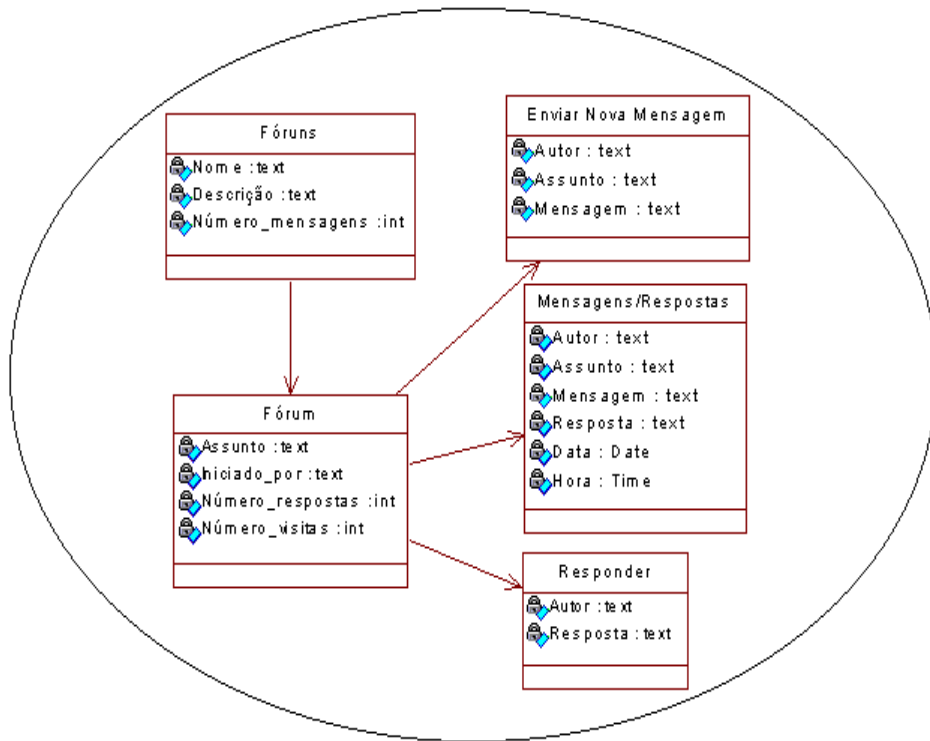 Fóruns
Nome : text
Descrição : text
Número_mensagens : int
Enviar Nova Mensagem
Autor : text
Assunto : text
Mensagem : text
Mensagens/Respostas
Autor : text
Assunto : text
Mensagem : text
Resposta : text
Data : Date
Hora : Time
Fórum
Assunto : text
Iniciado_por : text
Número_respostas : int
Número_visitas : int
Responder
Autor : text
Resposta : text